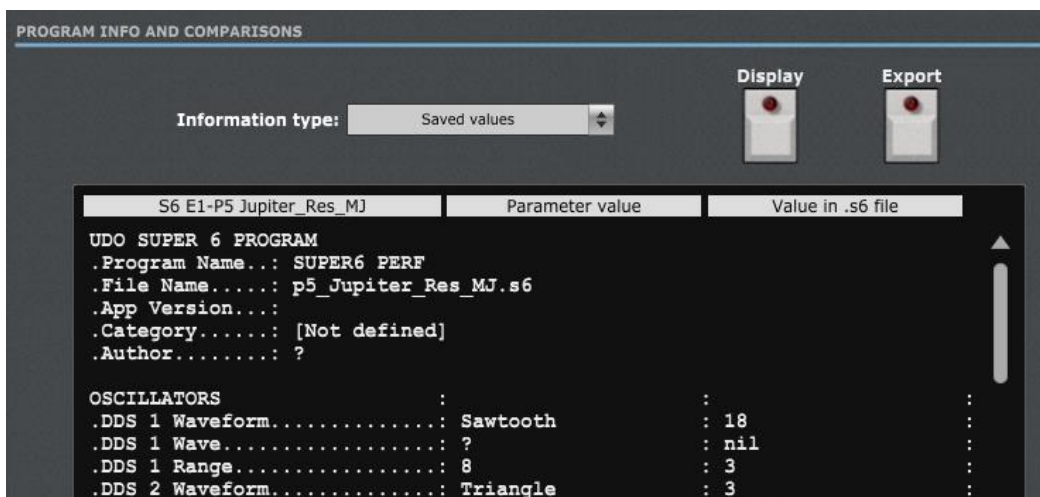 PROGRAM INFO AND COMPARISONS
Display Export
Information type: Saved values
S6 E1-P5 Jupiter_Res_MJ Parameter value Value in .s6 file
UDO SUPER 6 PROGRAM
.Program Name..: SUPER6 PERF
.File Name.....: p5_Jupiter_Res_MJ.s6
.App Version...:
.Category......: [Not defined]
.Author........: ?
OSCILLATORS : : :
.DDS 1 Waveform..............: Sawtooth : 18 :
.DDS 1 Wave..................: ? : nil :
.DDS 1 Range.................: 8 : 3 :
.DDS 2 Waveform..............: Triangle : 3 :